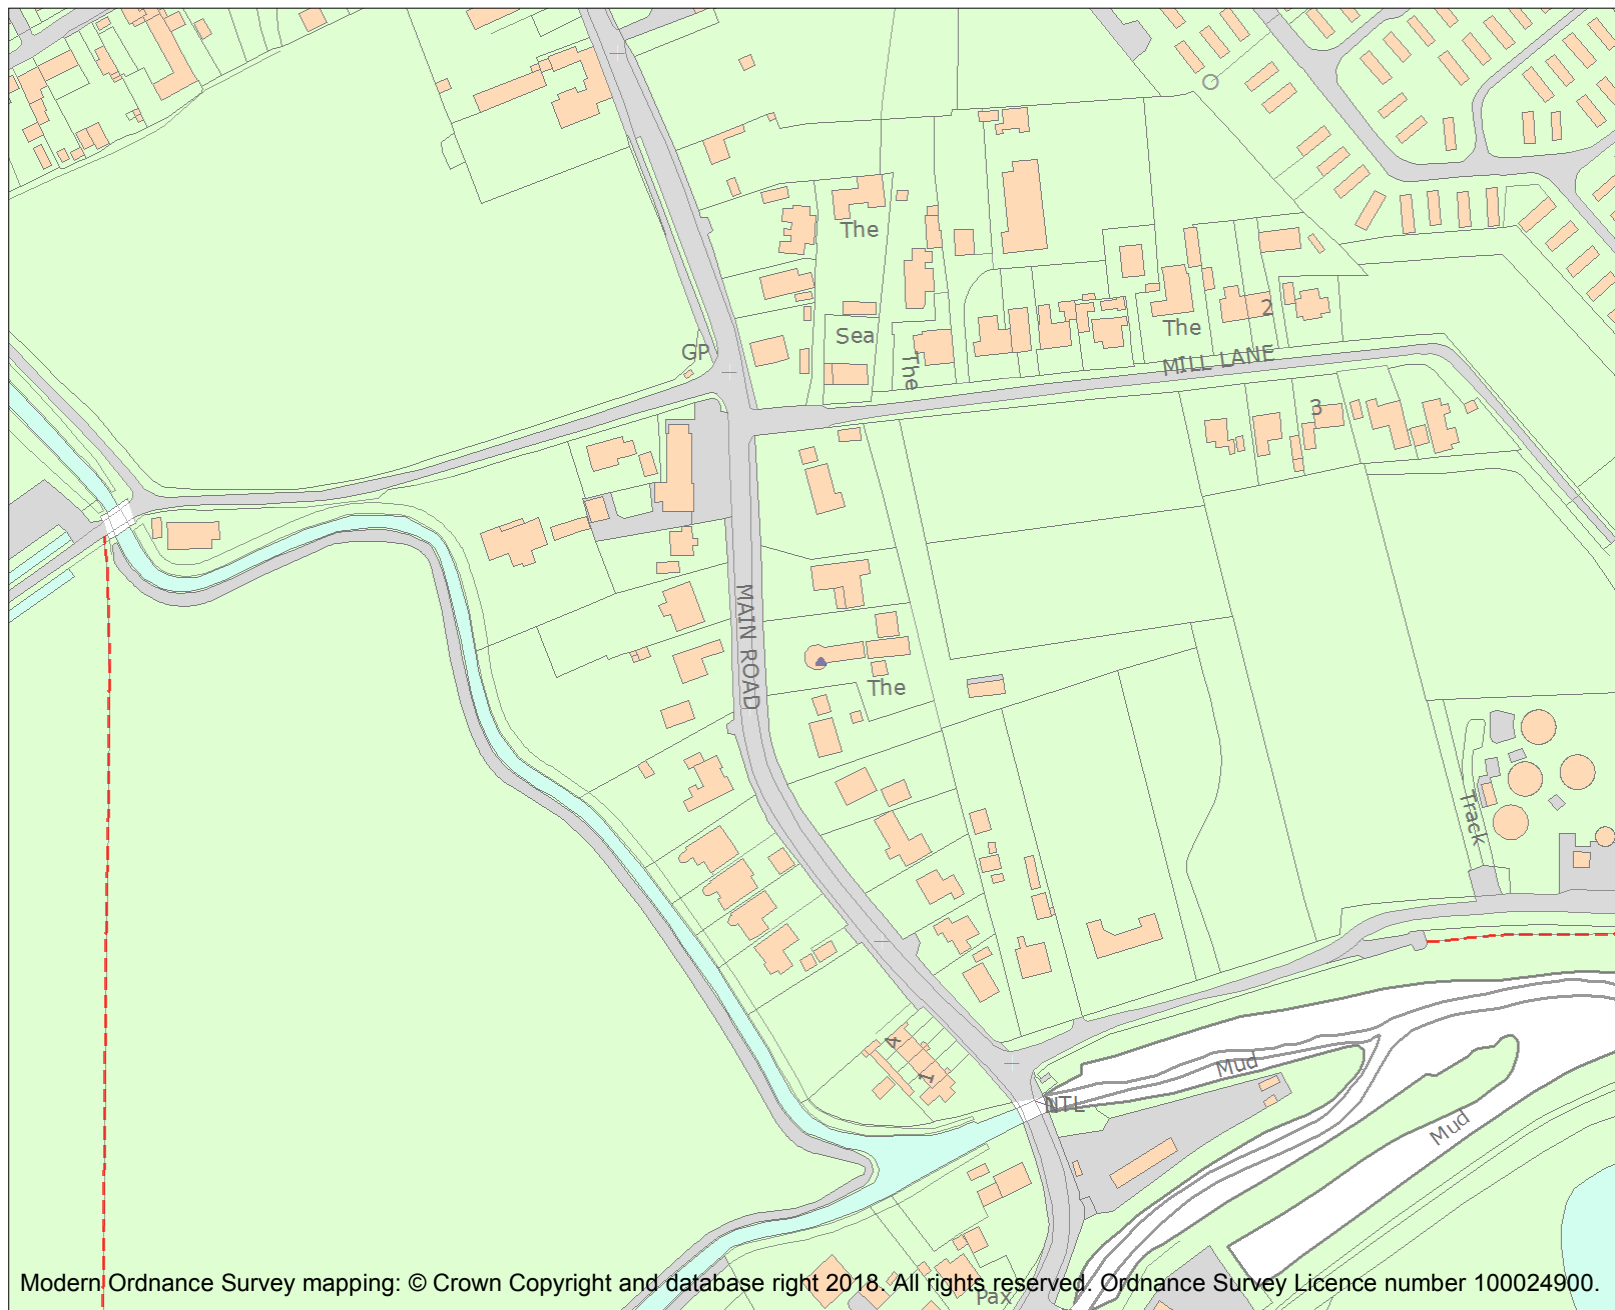 The
2
Sea
The
The
GP
MILL LANE
3
MAIN ROAD
The
Track
4
1
Mud
NTL
Mud
Pax
Modern Ordnance Survey mapping: © Crown Copyright and database right 2018. All rights reserved. Ordnance Survey Licence number 100024900.